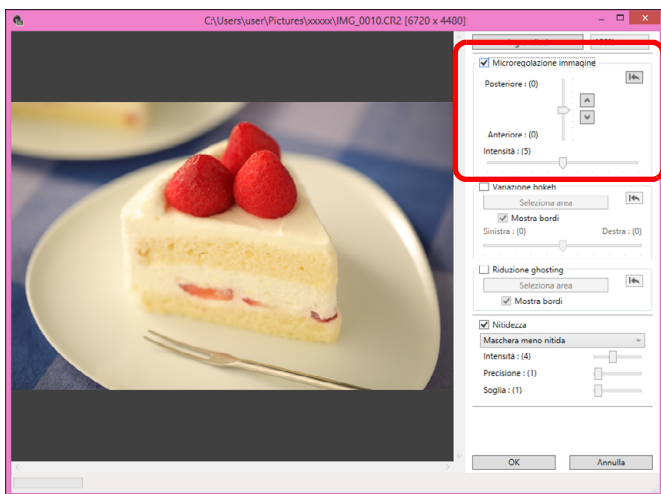 C:\Users\user\Pictures\xxxxx\IMG_0010.CR2 [6720 x 4480]
Microregolazione immagine
Posteriore : (0)
Anteriore : (0)
Intensità : (5)
Variazione bokeh
Seleziona area
Mostra bordi
Sinistra : (0) Destra : (0)
Riduzione ghosting
Seleziona area
Mostra bordi
Nitidezza
Maschera meno nitida
Intensità : (4)
Precisione : (1)
Soglia : (1)
OK Annulla